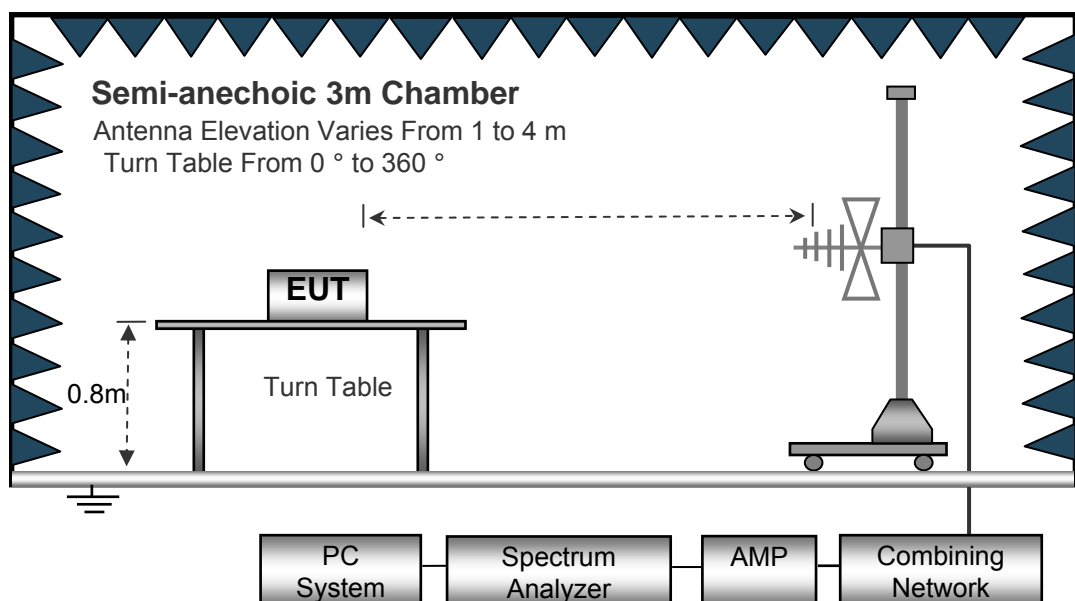 Semi-anechoic 3m Chamber
Antenna Elevation Varies From 1 to 4 m
Turn Table From 0 ° to 360 °
EUT
0.8m
Turn Table
PC
System
Spectrum
Analyzer
AMP
Combining
Network